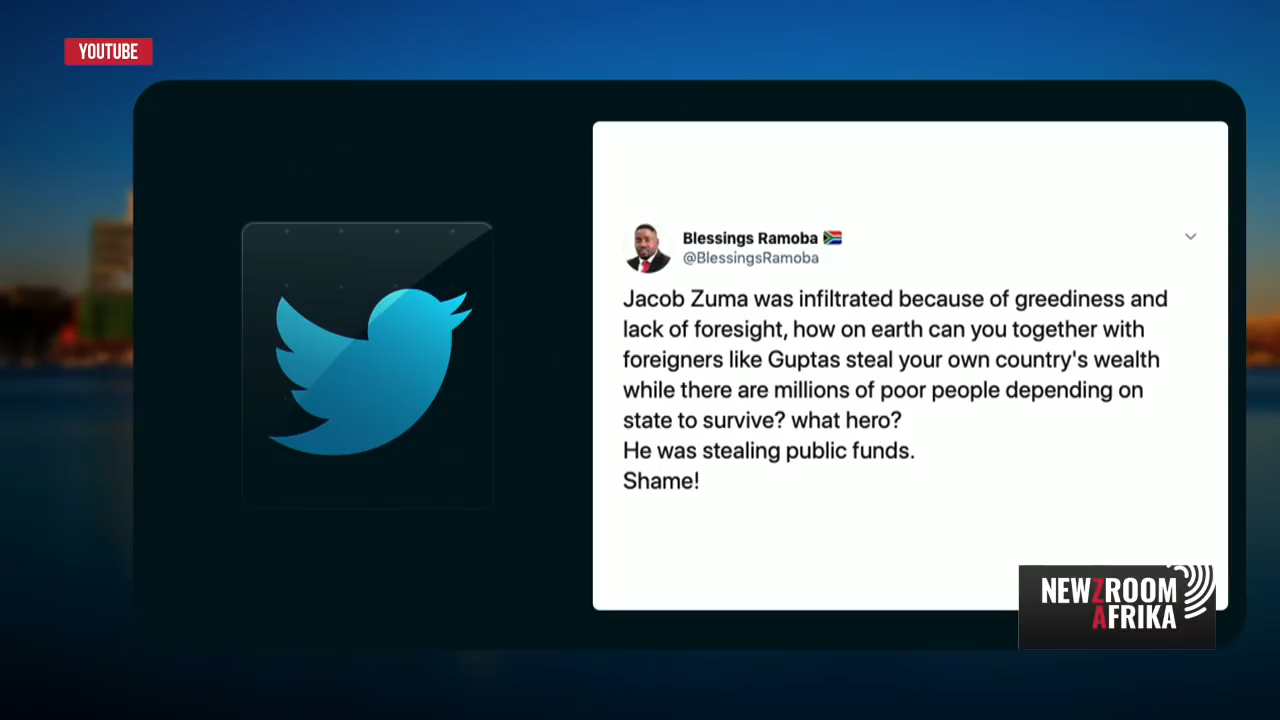 YOUTUBE
Blessings Ramoba 🇿🇦
@BlessingsRamoba
Jacob Zuma was infiltrated because of greediness and
lack of foresight, how on earth can you together with
foreigners like Guptas steal your own country's wealth
while there are millions of poor people depending on
state to survive? what hero?
He was stealing public funds.
Shame!
NEWZROOM
AFRIKA